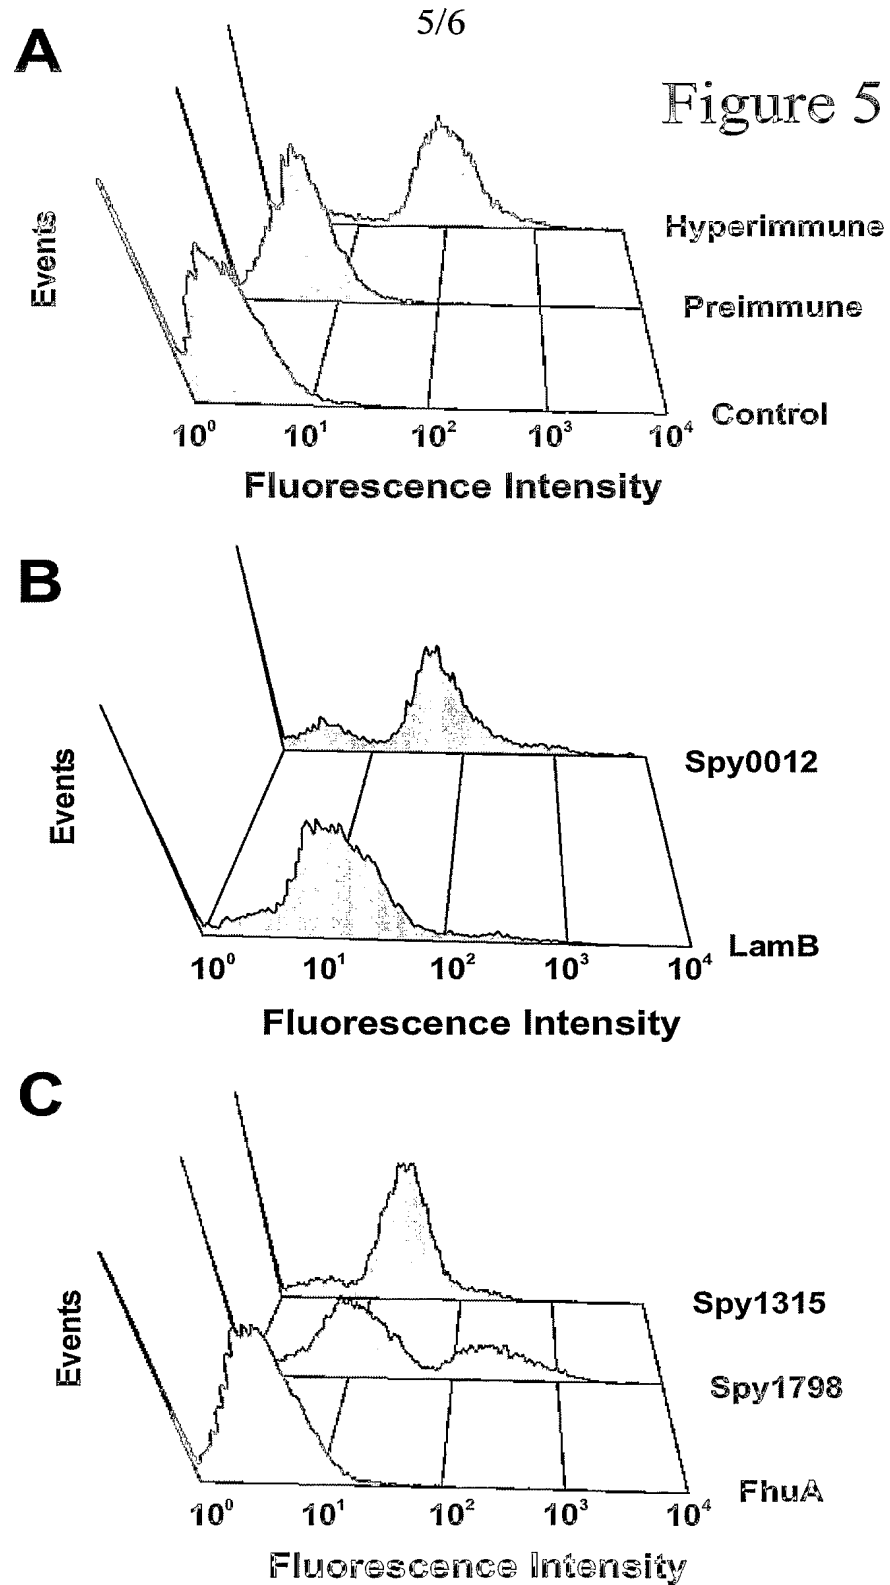 5/6
Figure 5
A
Events
Hyperimmune
Preimmune
Control
10⁰ 10¹ 10² 10³ 10⁴
Fluorescence Intensity
B
Events
Spy0012
LamB
10⁰ 10¹ 10² 10³ 10⁴
Fluorescence Intensity
C
Events
Spy1315
Spy1798
FhuA
10⁰ 10¹ 10² 10³ 10⁴
Fluorescence Intensity